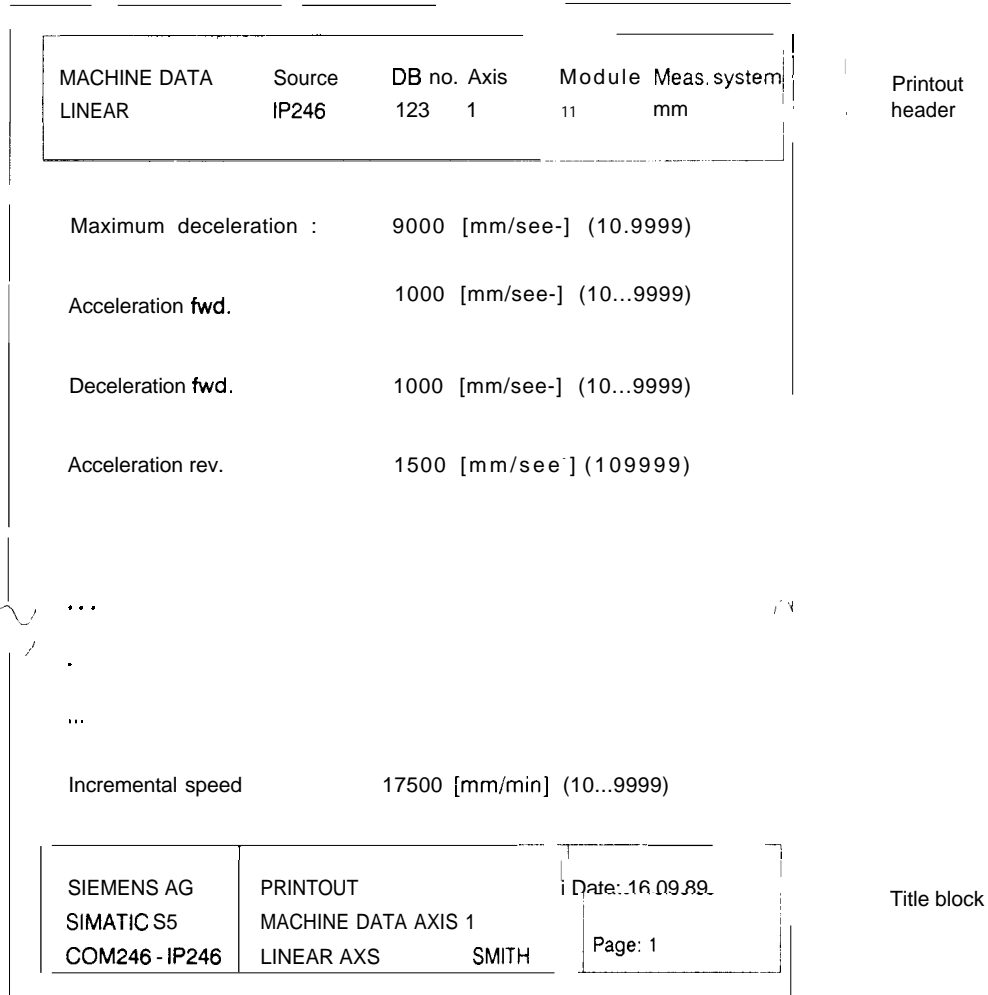 MACHINE DATA Source DB no. Axis Module Meas. system
LINEAR IP246 123 1 11 mm
Printout
header
Maximum deceleration : 9000 [mm/see-] (10.9999)
Acceleration fwd. 1000 [mm/see-] (10...9999)
Deceleration fwd. 1000 [mm/see-] (10...9999)
Acceleration rev. 1500 [mm/see-] (109999)
...
.
...
Incremental speed 17500 [mm/min] (10...9999)
SIEMENS AG PRINTOUT i Date: 16.09.89
SIMATIC S5 MACHINE DATA AXIS 1
COM246 - IP246 LINEAR AXS SMITH Page: 1
Title block